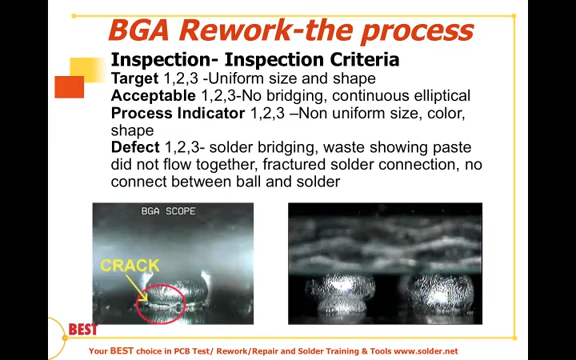 BGA Rework-the process
Inspection- Inspection Criteria
Target 1,2,3 -Uniform size and shape
Acceptable 1,2,3-No bridging, continuous elliptical
Process Indicator 1,2,3 –Non uniform size, color,
shape
Defect 1,2,3- solder bridging, waste showing paste
did not flow together, fractured solder connection, no
connect between ball and solder
BGA SCOPE
CRACK
BEST
Your BEST choice in PCB Test/ Rework/Repair and Solder Training & Tools www.solder.net